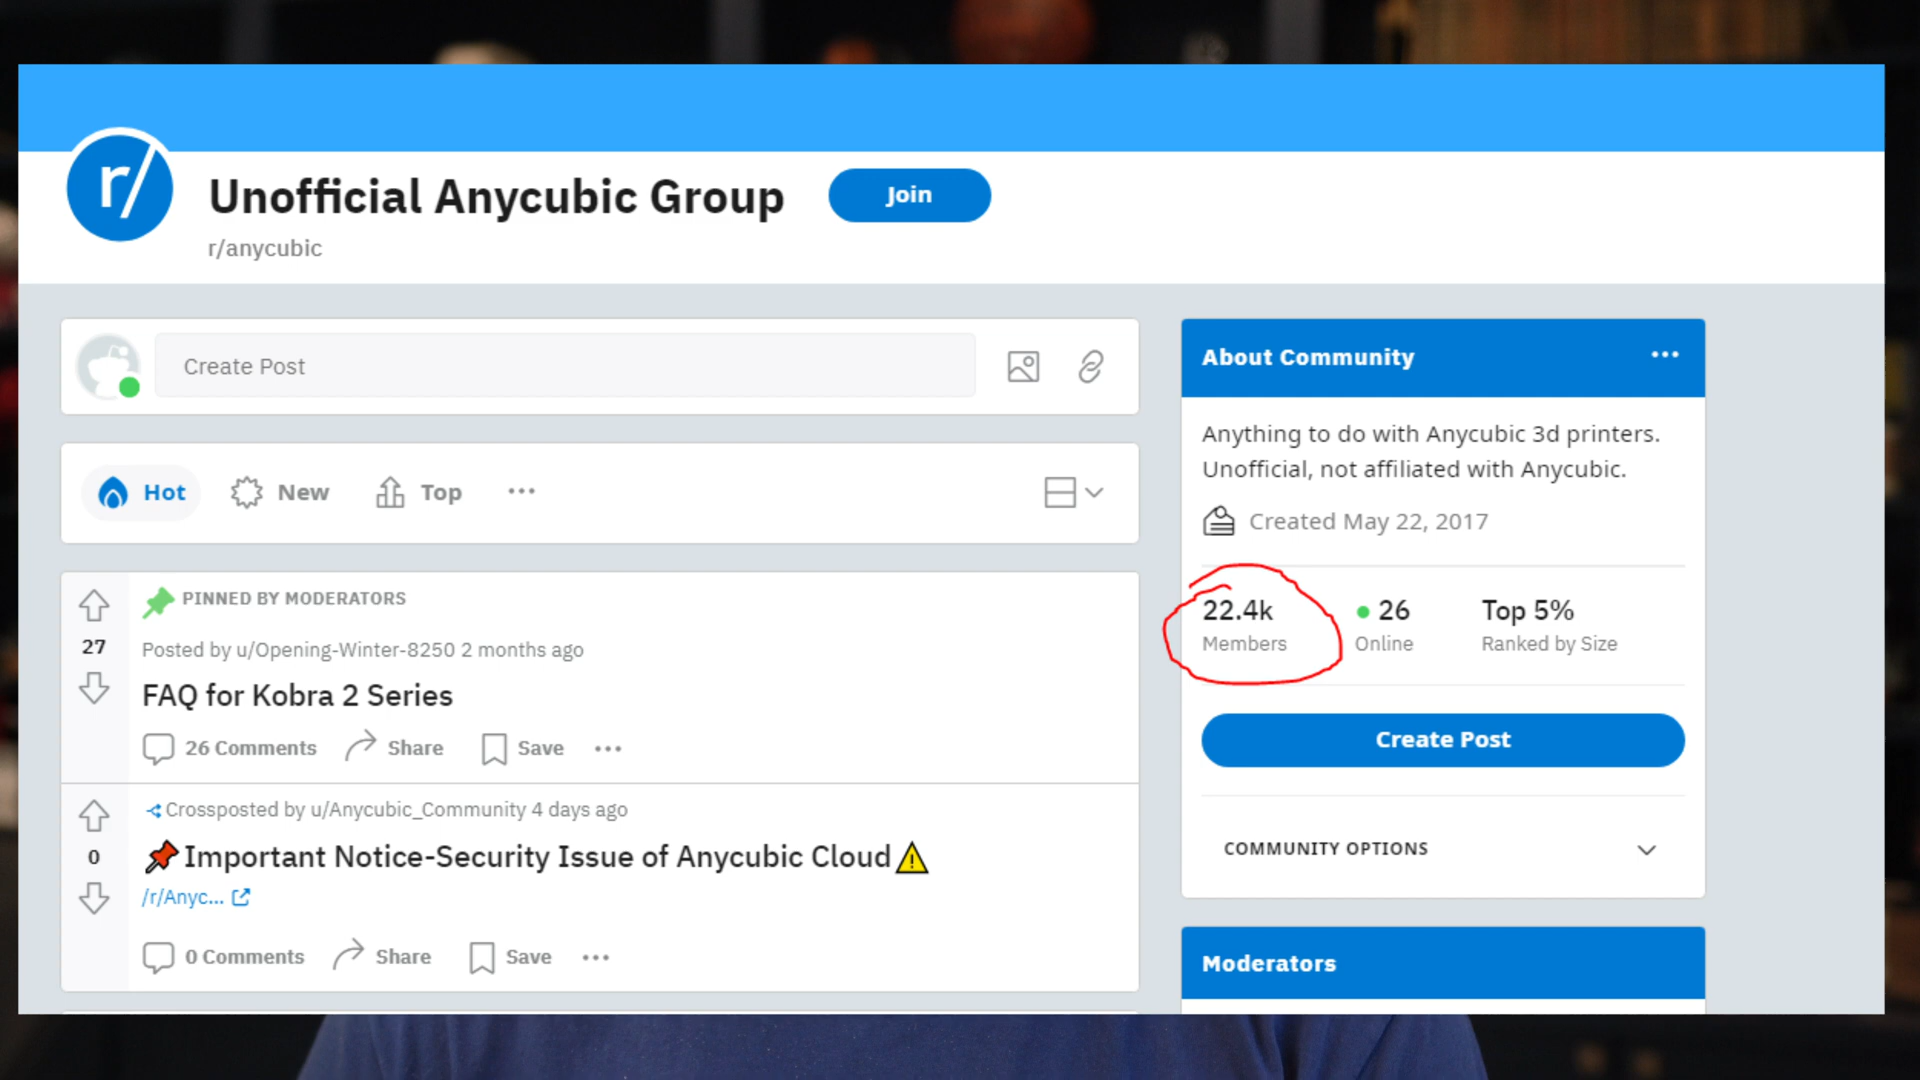 r/
Unofficial Anycubic Group
Join
r/anycubic
Create Post
Hot
New
Top
PINNED BY MODERATORS
27
Posted by u/Opening-Winter-8250 2 months ago
FAQ for Kobra 2 Series
26 Comments
Share
Save
Crossposted by u/Anycubic_Community 4 days ago
0
Important Notice-Security Issue of Anycubic Cloud
/r/Anyc...
0 Comments
Share
Save
About Community
Anything to do with Anycubic 3d printers.
Unofficial, not affiliated with Anycubic.
Created May 22, 2017
22.4k
Members
26
Online
Top 5%
Ranked by Size
Create Post
COMMUNITY OPTIONS
Moderators